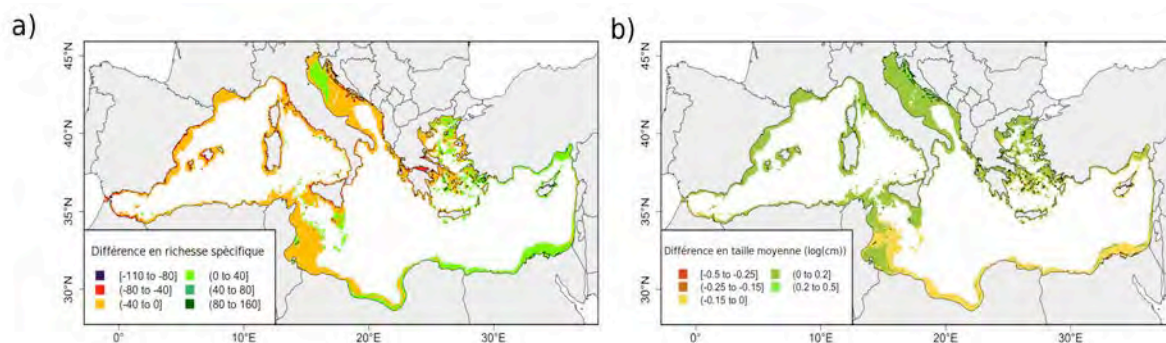 a)
45°N
40°N
35°N
30°N
Différence en richesse spècifique
[-110 to -80] (0 to 40]
(-80 to -40] (40 to 80]
(-40 to 0] (80 to 160]
0° 10°E 20°E 30°E
b)
45°N
40°N
35°N
30°N
Différence en taille moyenne (log(cm))
[-0.5 to -0.25] (0 to 0.2]
(-0.25 to -0.15] (0.2 to 0.5]
(-0.15 to 0]
0° 10°E 20°E 30°E